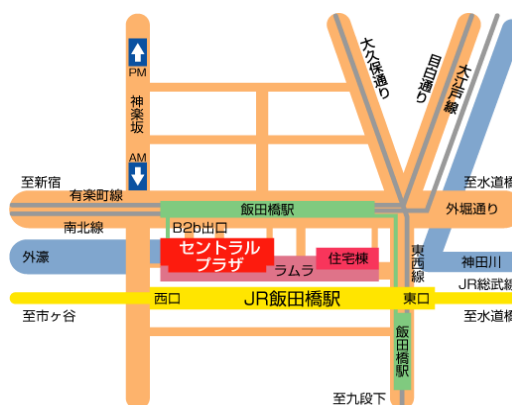 PM
神楽坂
AM
大久保通り
目白通り
大江戸線
至新宿
至水道橋
有楽町線
飯田橋駅
外堀通り
南北線
B2b出口
外濠
セントラル
プラザ
ラムラ
住宅棟
東西線
神田川
西口
JR飯田橋駅
東口
JR総武線
至市ヶ谷
飯田橋駅
至水道橋
至九段下